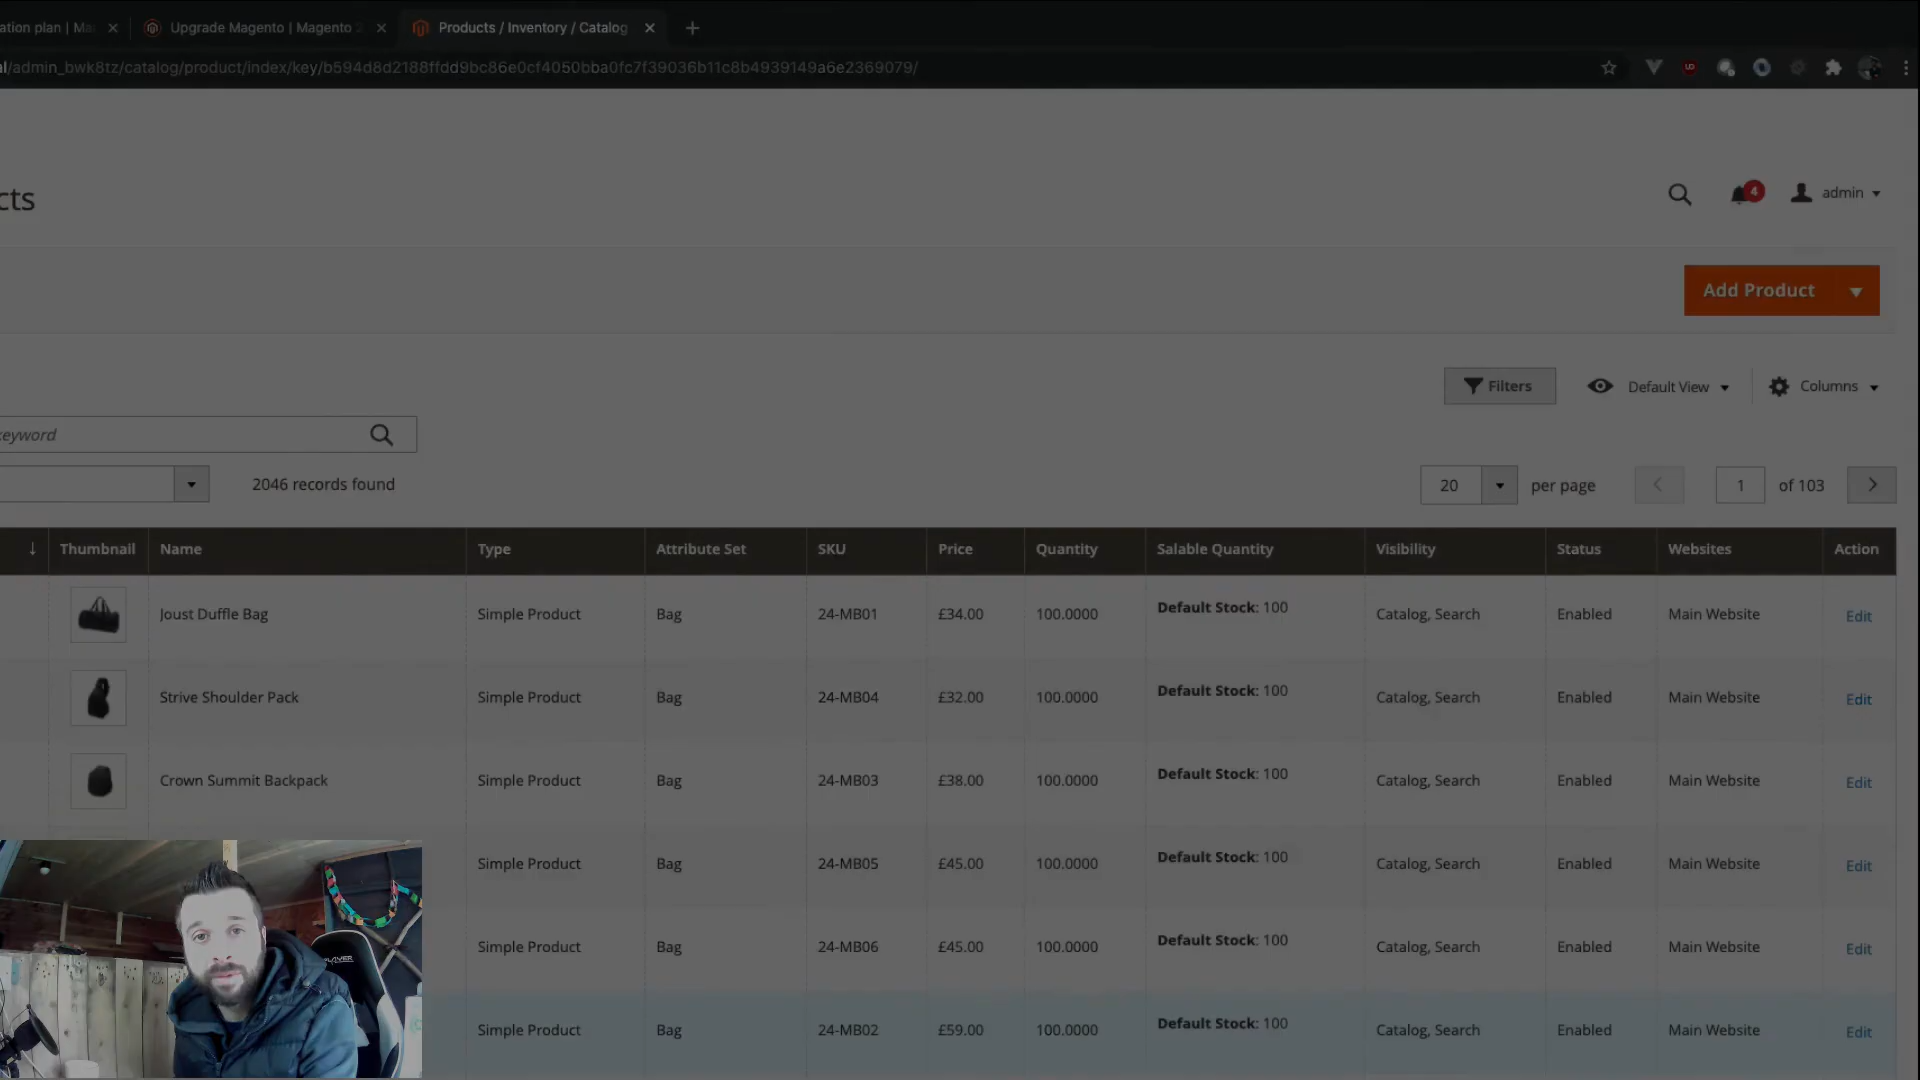 ation plan | Ma
Upgrade Magento | Magento 2
Products / Inventory / Catalog
al/admin_bwk8tz/catalog/product/index/key/b594d8d2188ffdd9bc86e0cf4050bba0fc7f39036b11c8b4939149a6e2369079/
cts
4
admin
Add Product
Filters
Default View
Columns
keyword
2046 records found
20 per page
1 of 103
Thumbnail Name Type Attribute Set SKU Price Quantity Salable Quantity Visibility Status Websites Action
Joust Duffle Bag Simple Product Bag 24-MB01 £34.00 100.0000 Default Stock: 100 Catalog, Search Enabled Main Website Edit
Strive Shoulder Pack Simple Product Bag 24-MB04 £32.00 100.0000 Default Stock: 100 Catalog, Search Enabled Main Website Edit
Crown Summit Backpack Simple Product Bag 24-MB03 £38.00 100.0000 Default Stock: 100 Catalog, Search Enabled Main Website Edit
Simple Product Bag 24-MB05 £45.00 100.0000 Default Stock: 100 Catalog, Search Enabled Main Website Edit
Simple Product Bag 24-MB06 £45.00 100.0000 Default Stock: 100 Catalog, Search Enabled Main Website Edit
Simple Product Bag 24-MB02 £59.00 100.0000 Default Stock: 100 Catalog, Search Enabled Main Website Edit